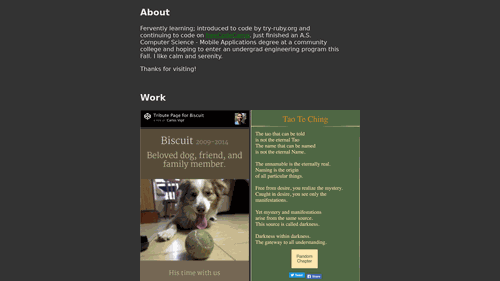 About
Fervently learning; introduced to code by try-ruby.org and
continuing to code on
. Just finished an A.S.
Computer Science - Mobile Applications degree at a community
college and hoping to enter an undergrad engineering program this
Fall. I like calm and serenity.
Thanks for visiting!
Work
Tribute Page for Biscuit
Carlos Vigil
Biscuit 2009-2014
Beloved dog, friend, and
family member.
His time with us
Tao Te Ching
The tao that can be told
is not the eternal Tao
The name that can be named
is not the eternal Name.
The unnamable is the eternally real.
Naming is the origin
of all particular things.
Free from desire, you realize the mystery.
Caught in desire, you see only the
manifestations.
Yet mystery and manifestations
arise from the same source.
This source is called darkness.
Darkness within darkness.
The gateway to all understanding.
Random
Chapter
Tweet
Share